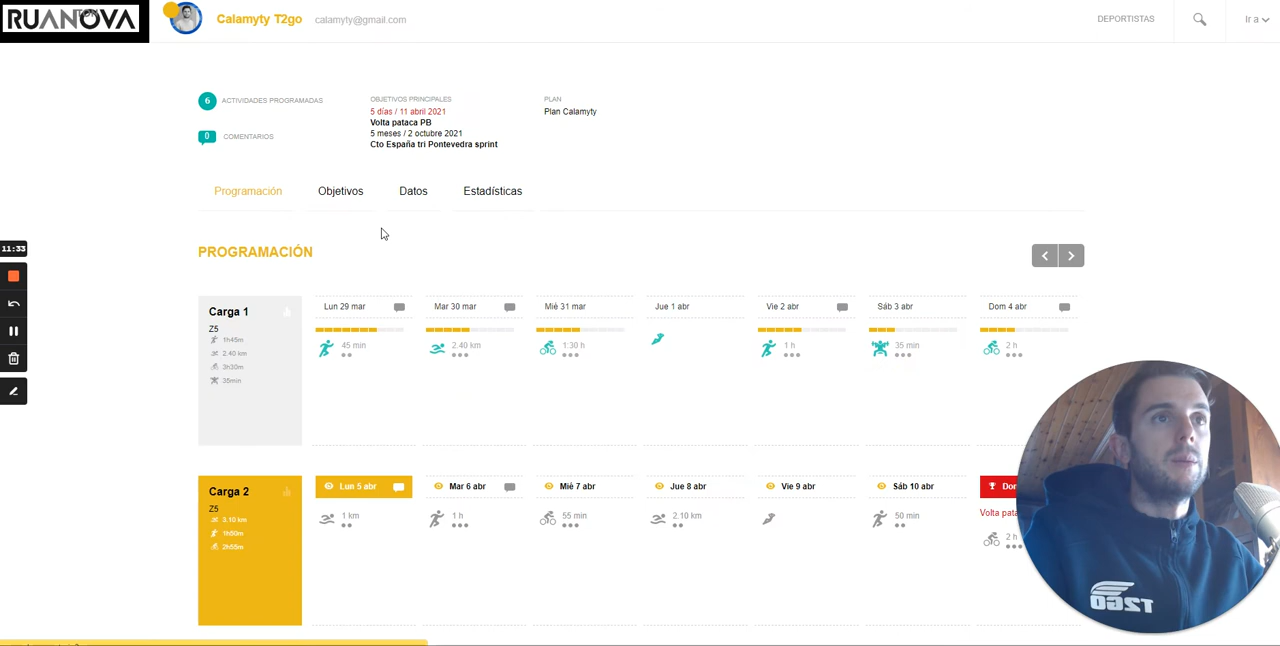 RUANOVA
Calamyty T2go
calamyty@gmail.com
DEPORTISTAS
Ir a
6
ACTIVIDADES PROGRAMADAS
0
COMENTARIOS
OBJETIVOS PRINCIPALES
5 días / 11 abril 2021
Volta pataca PB
5 meses / 2 octubre 2021
Cto España tri Pontevedra sprint
PLAN
Plan Calamyty
Programación
Objetivos
Datos
Estadísticas
11:33
PROGRAMACIÓN
Carga 1
Z5
1h45m
2.40 km
3h30m
35min
Lun 29 mar
45 min
Mar 30 mar
2.40 km
Mié 31 mar
1:30 h
Jue 1 abr
Vie 2 abr
1 h
Sáb 3 abr
35 min
Dom 4 abr
2 h
Carga 2
Z5
3.10 km
1h50m
2h55m
Lun 5 abr
1 km
Mar 6 abr
1 h
Mié 7 abr
55 min
Jue 8 abr
2.10 km
Vie 9 abr
Sáb 10 abr
50 min
Volta
2 h
T2GO